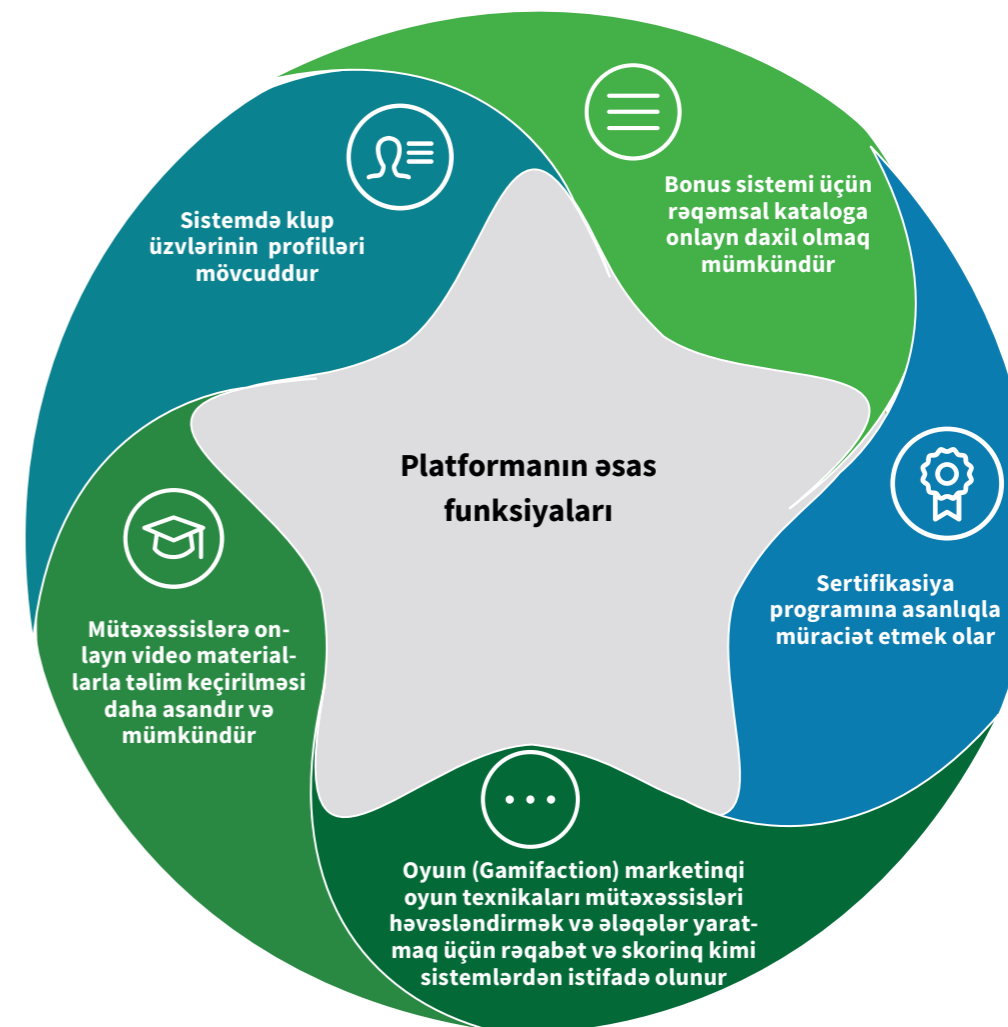 Sistemdə klup
üzvlərinin profilləri
mövcuddur
Bonus sistemi üçün
rəqəmsal kataloga
onlayn daxil olmaq
mümkündür
Platformanın əsas
funksiyaları
Sertifikasiya
programına asanlıqla
müraciət etmek olar
Mütəxəssislərə on-
layn video material-
larla təlim keçirilməsi
daha asandır və
mümkündür
Oyuın (Gamifaction) marketinqi
oyun texnikaları mütəxəssisləri
həvəsləndirmək və ələqələr yarat-
maq üçün rəqabət və skorinq kimi
sistemlərdən istifadə olunur